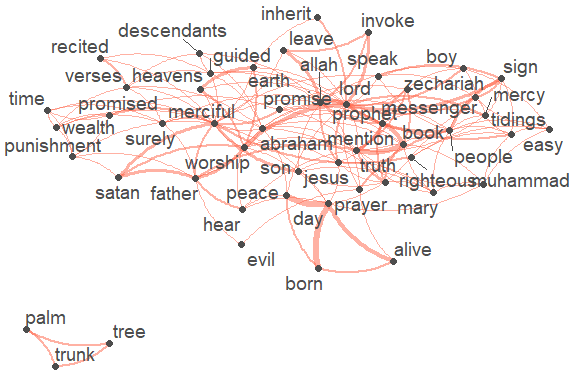 inherit
invoke
descendants
leave
recited
guided
speak
boy
sign
verses
heavens
allah
earth
lord
zechariah
mercy
time
promised
promise
messenger
merciful
prophet
tidings
wealth
surely
abraham
mention
book
easy
punishment
worship
truth
people
son
jesus
righteous
muhammad
satan
father
peace
prayer
mary
day
hear
evil
alive
born
palm
tree
trunk